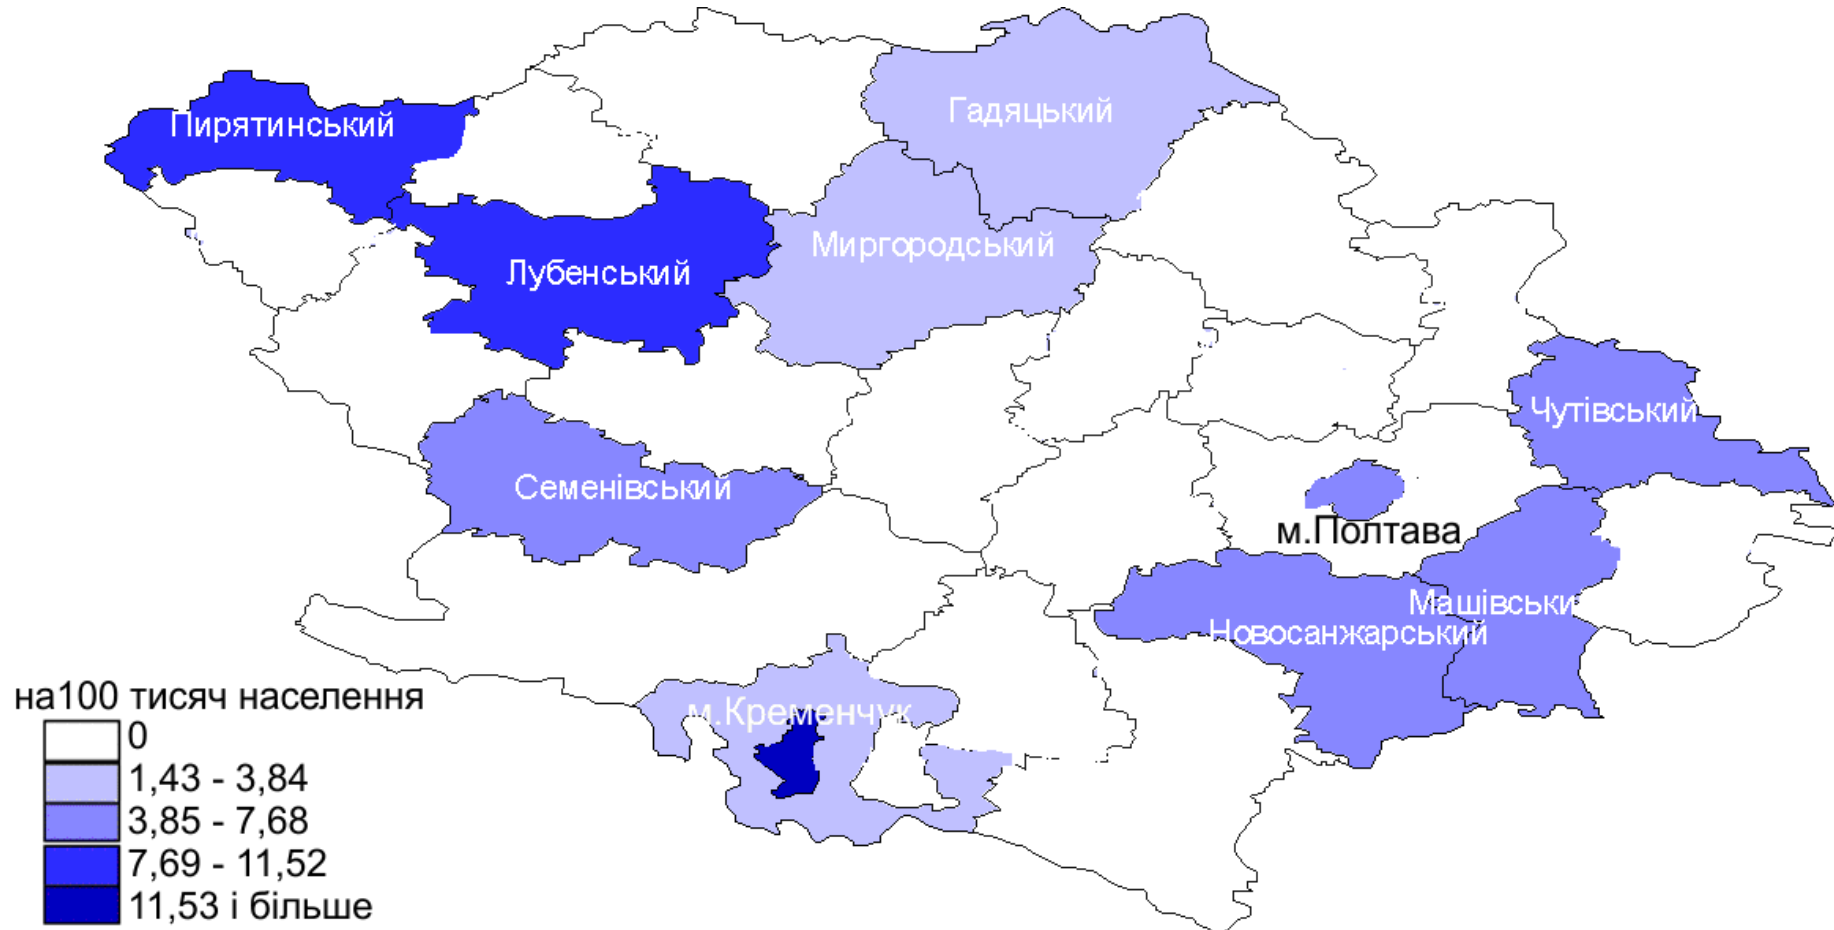 Гадяцький
Пирятинський
Миргородський
Лубенський
Чутівський
Семенівський
м.Полтава
Машівськи
Новосанжарський
м.Кременчук
на100 тисяч населення
0
1,43 - 3,84
3,85 - 7,68
7,69 - 11,52
11,53 і більше